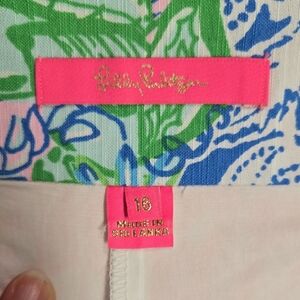 Lilly Pulitzer
16
MADE IN
SRI LANKA